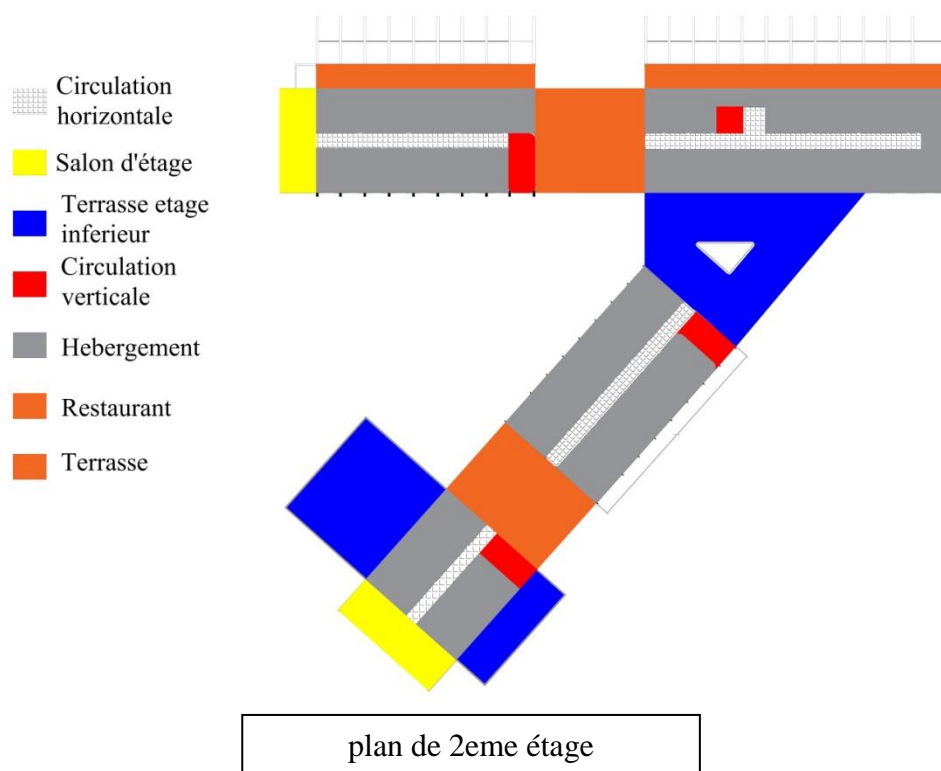 Circulation
horizontale
Salon d'étage
Terrasse etage
inferieur
Circulation
verticale
Hebergement
Restaurant
Terrasse
plan de 2eme étage